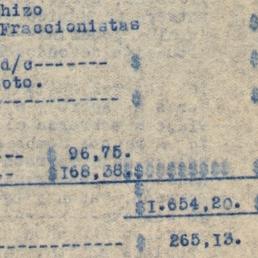 hizo
Fraccionistas
d/c-------- $
oto.
------------- $
--- $ 96,75.
-.- $168,38.$
$1.654,20. $
------------- $ 265,13.